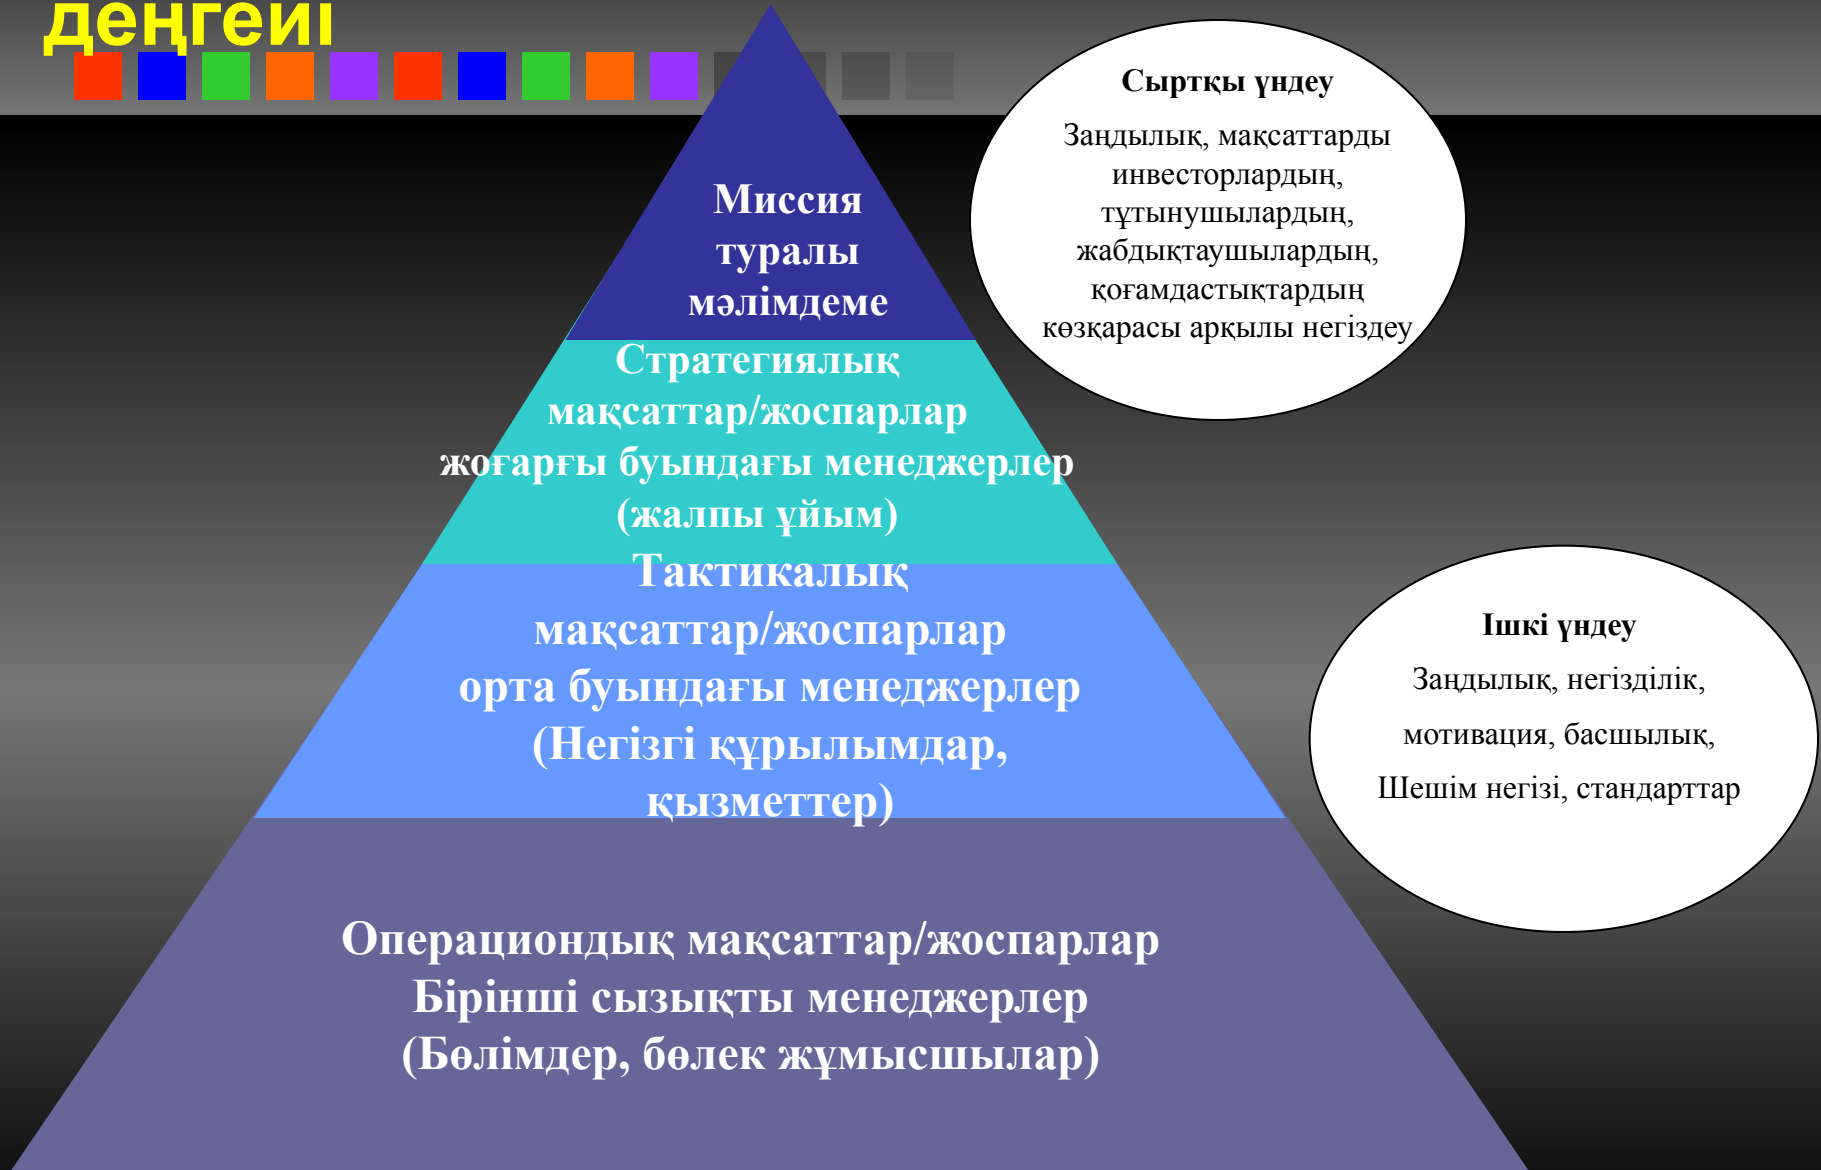 деңгейі
Сыртқы үндеу
Заңдылық, мақсаттарды
инвесторлардың,
тұтынушылардың,
жабдықтаушылардың,
қоғамдастықтардың
көзқарасы арқылы негіздеу
Миссия
туралы
мәлімдеме
Стратегиялық
мақсаттар/жоспарлар
жоғарғы буындағы менеджерлер
(жалпы ұйым)
Тактикалық
мақсаттар/жоспарлар
орта буындағы менеджерлер
(Негізгі құрылымдар,
қызметтер)
Ішкі үндеу
Заңдылық, негізділік,
мотивация, басшылық,
Шешім негізі, стандарттар
Операциондық мақсаттар/жоспарлар
Бірінші сызықты менеджерлер
(Бөлімдер, бөлек жұмысшылар)